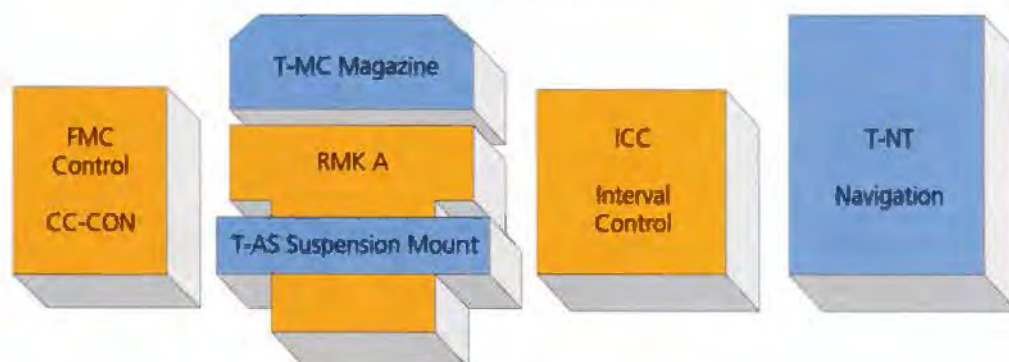 FMC
Control
CC-CON
T-MC Magazine
RMK A
T-AS Suspension Mount
ICC
Interval
Control
T-NT
Navigation